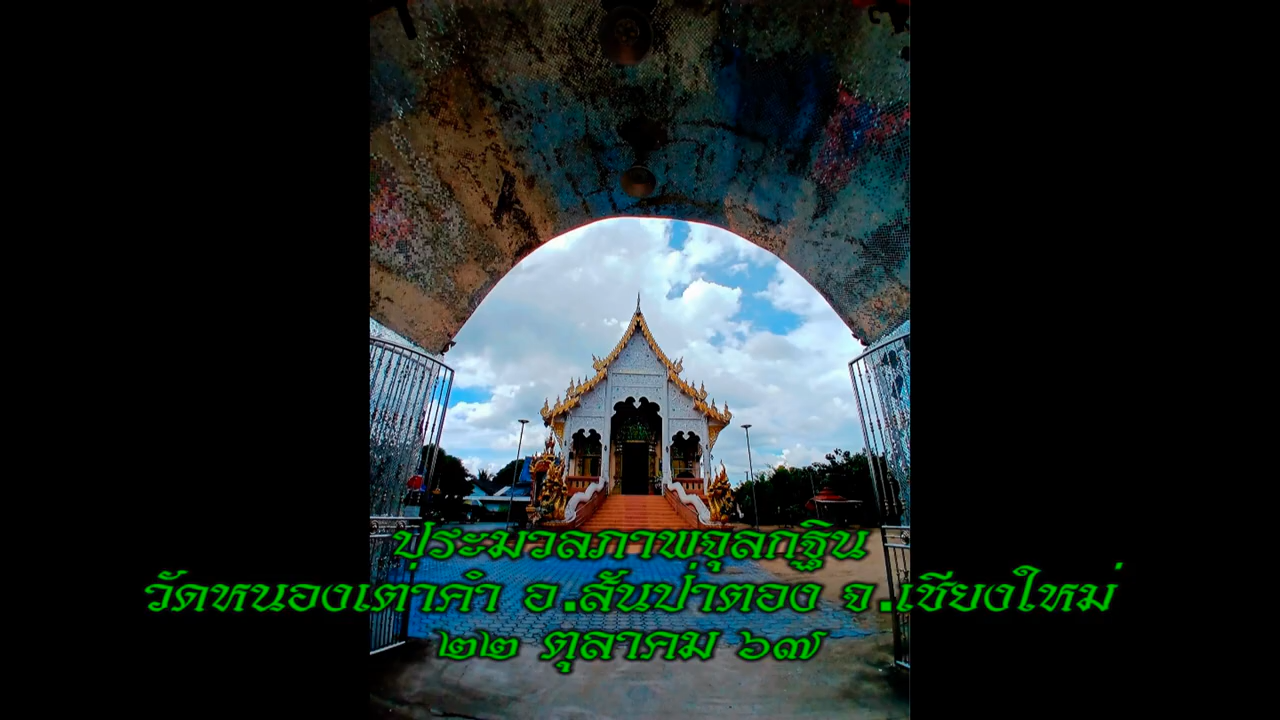 ประมวลภาพจุลกฐิน
วัดหนองเต่าคำ อ.สันป่าตอง จ.เชียงใหม่
๒๒ ตุลาคม ๖๗